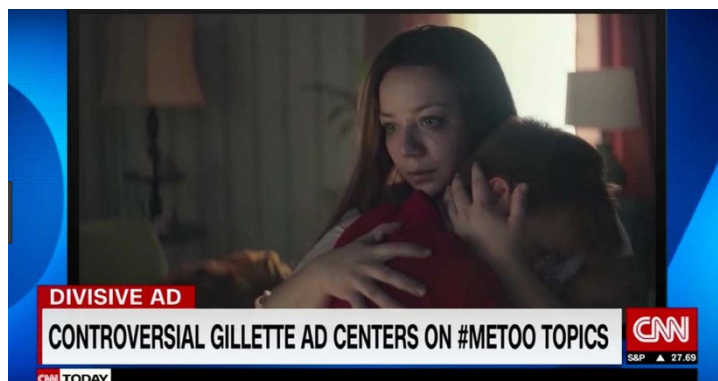 DIVISIVE AD
CONTROVERSIAL GILLETTE AD CENTERS ON #METOO TOPICS
CNN
S&P ▲ 27.69
CNN TODAY